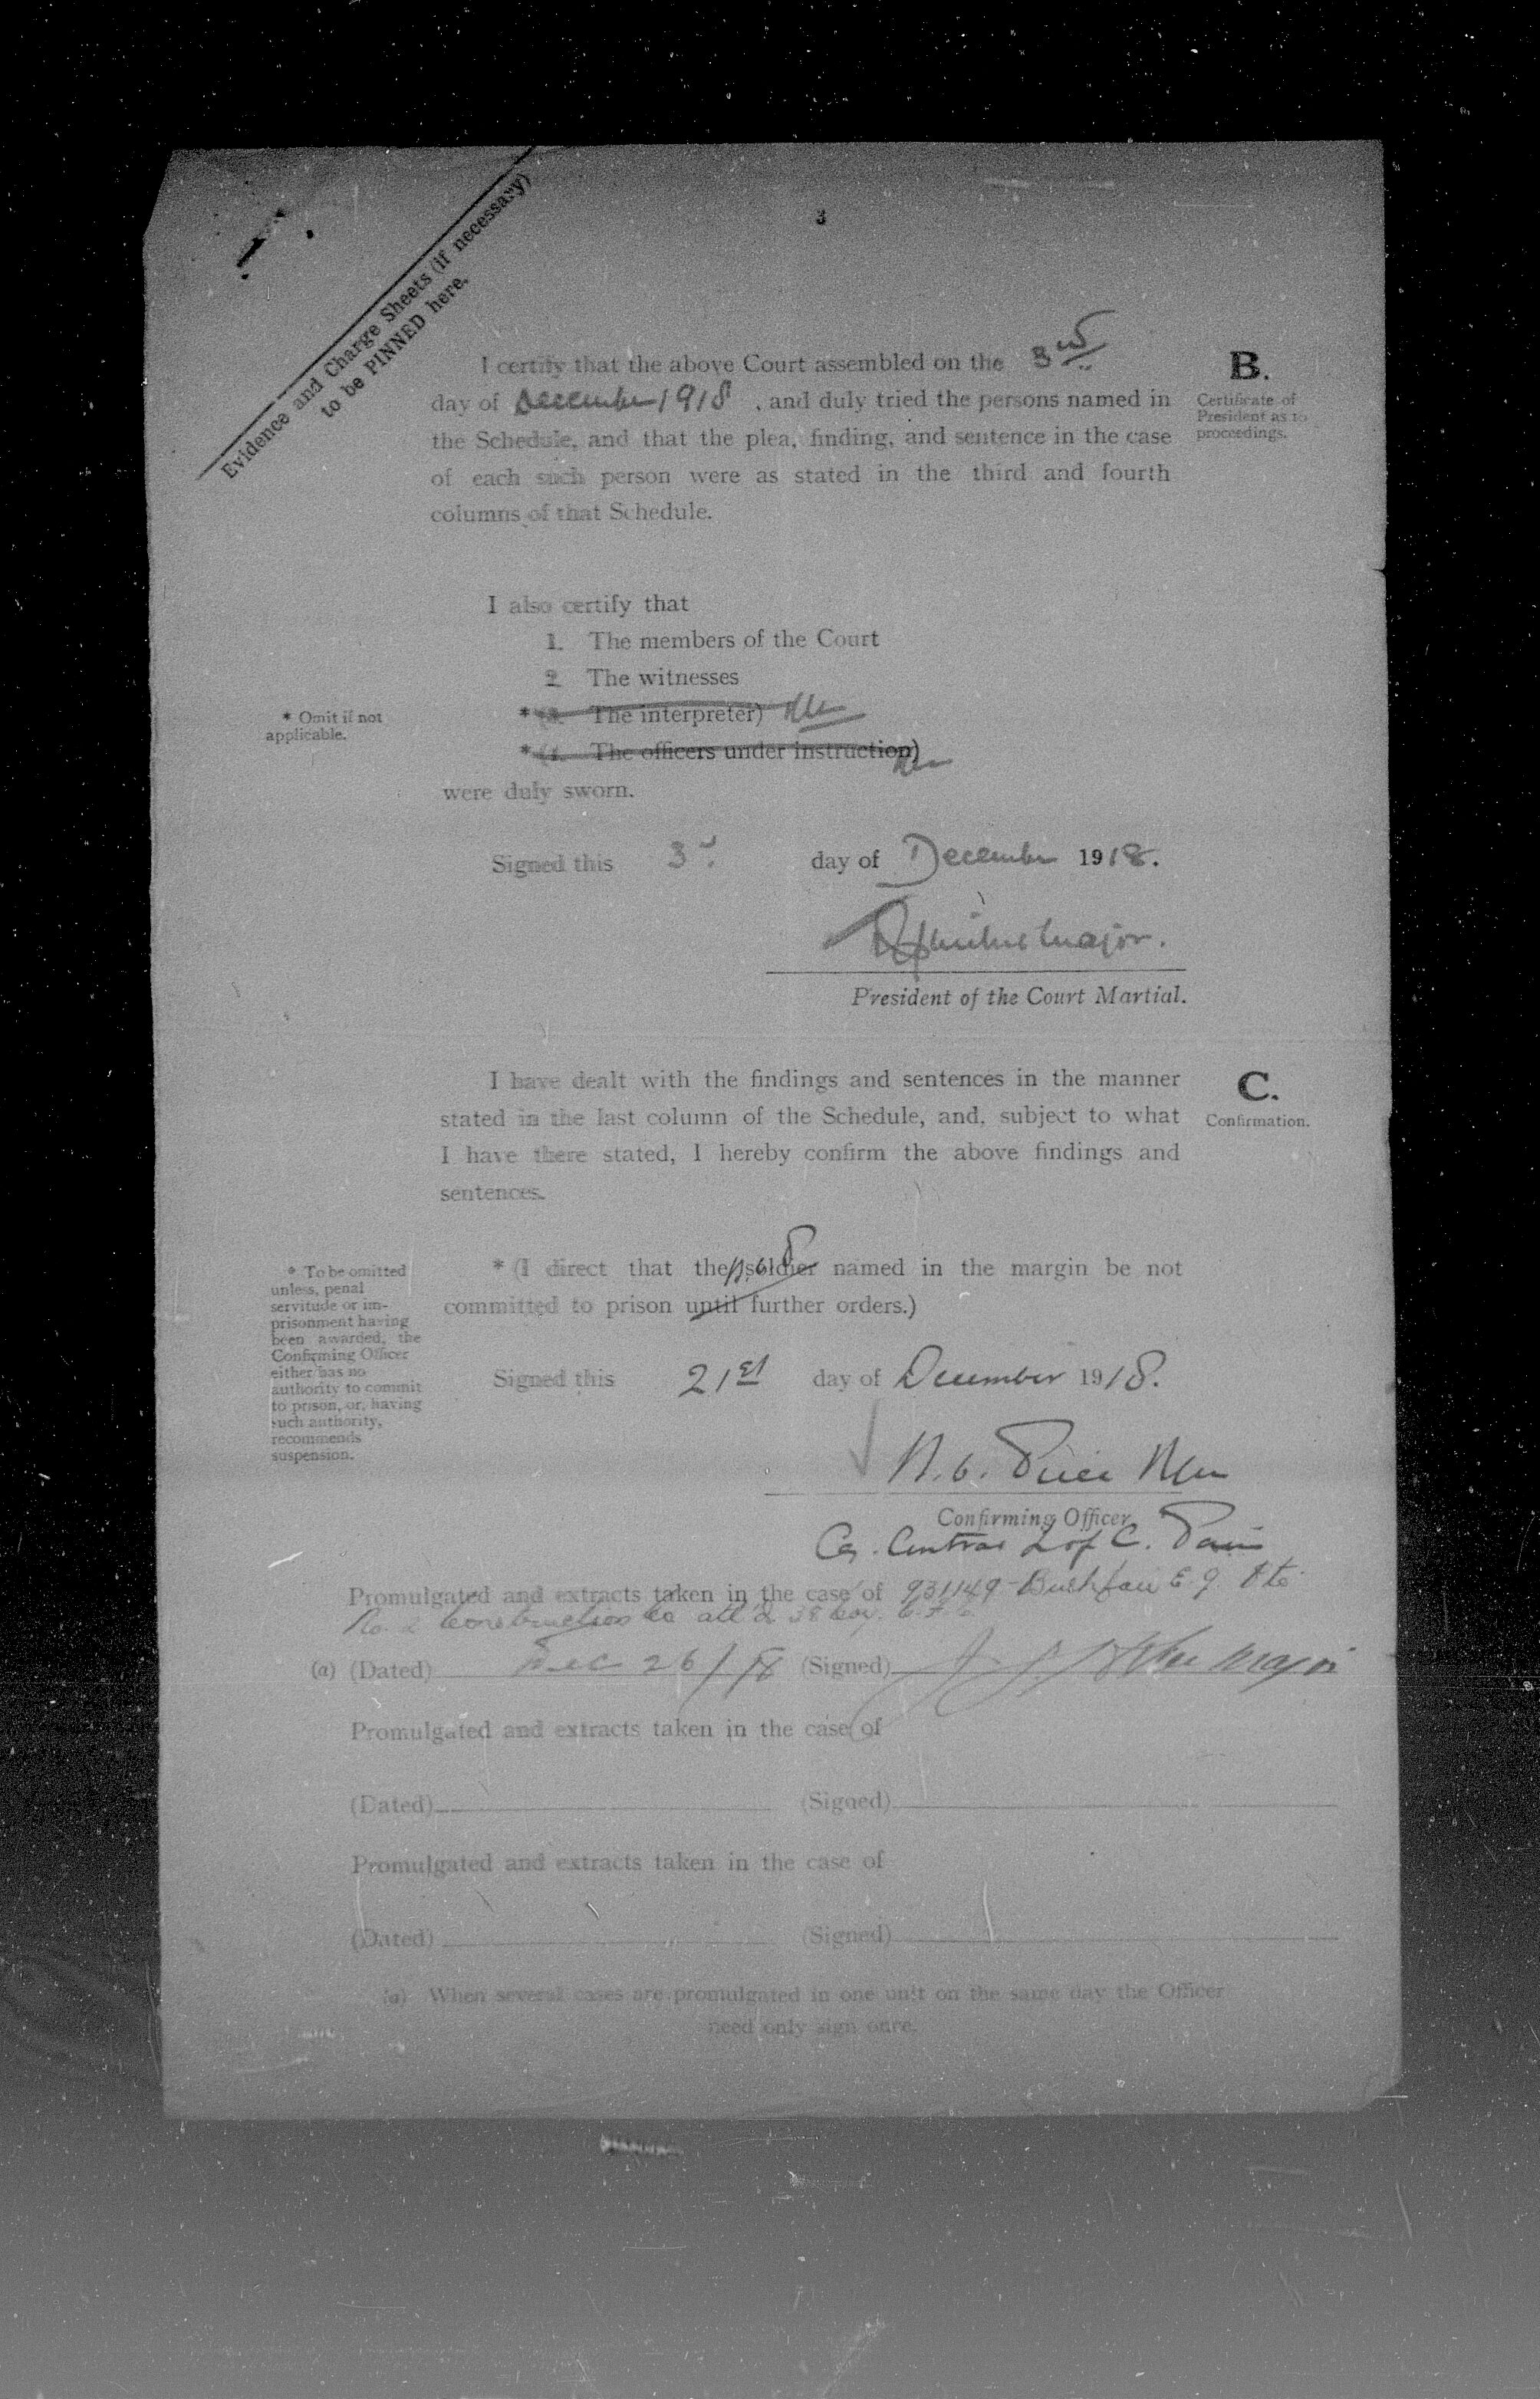 3
Evidence and Charge Sheets (if necessary)
to be PINNED here.
I certify that the above Court assembled on the 3rd
day of December 1918, and duly tried the persons named in
the Schedule, and that the plea, finding, and sentence in the case
of each such person were as stated in the third and fourth
columns of that Schedule.
B.
Certificate of
President as to
proceedings.
I also certify that
1. The members of the Court
2. The witnesses
* (3. The interpreter)
* (4. The officers under instruction)
* Omit if not
applicable.
were duly sworn.
Signed this 3rd day of December 1918.
Major.
President of the Court Martial.
I have dealt with the findings and sentences in the manner
stated in the last column of the Schedule, and, subject to what
I have there stated, I hereby confirm the above findings and
sentences.
C.
Confirmation.
* (I direct that the soldier named in the margin be not
committed to prison until further orders.)
* To be omitted
unless, penal
servitude or im-
prisonment having
been awarded, the
Confirming Officer
either has no
authority to commit
to prison, or, having
such authority,
recommends
suspension.
Signed this 21st day of December 1918.
Confirming Officer
Central L of C.
Promulgated and extracts taken in the case of 931149 E. J. Pte
No. 2 Construction Co att'd 38 Coy.
(a) (Dated) Dec 26/18 (Signed) Major
Promulgated and extracts taken in the case of
(Dated) (Signed)
Promulgated and extracts taken in the case of
(Dated) (Signed)
(a) When several cases are promulgated in one unit on the same day the Officer
need only sign once.